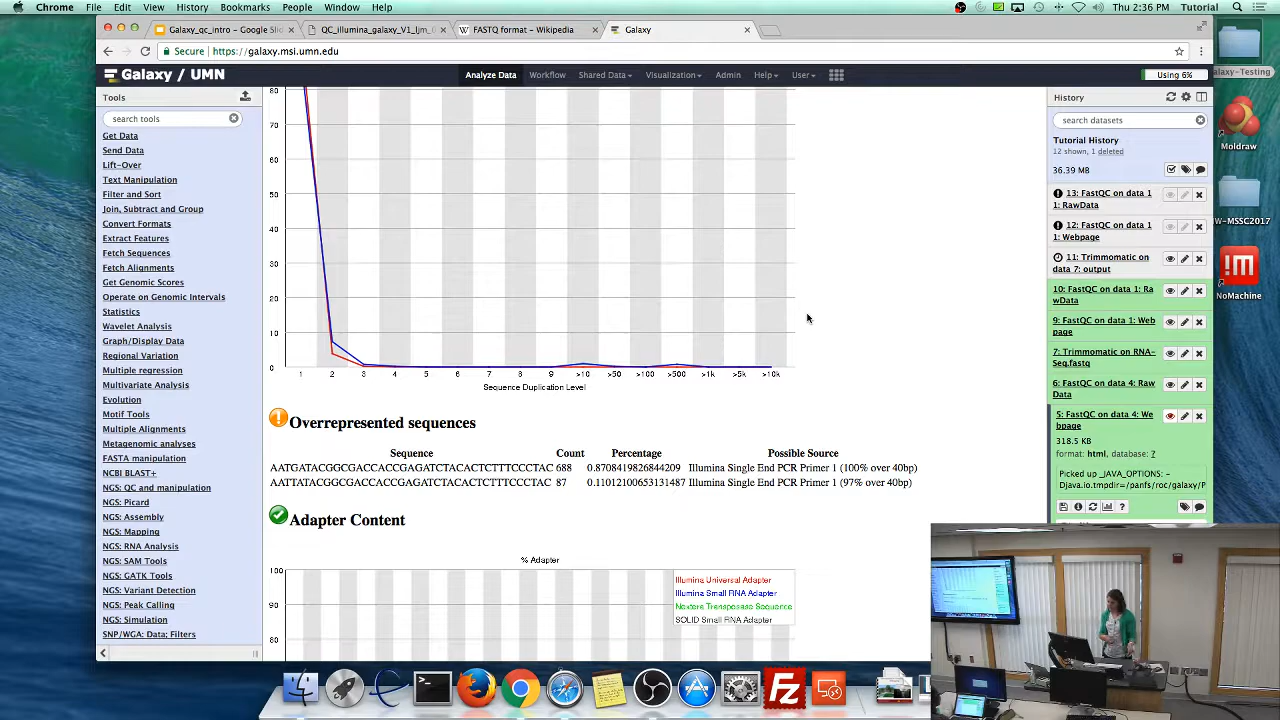 Chrome File Edit View History Bookmarks People Window Help
Thu 2:36 PM Tutorial
Galaxy_qc_intro - Google Slid
QC_illumina_galaxy_V1_ljm_0
FASTQ format - Wikipedia
Galaxy
Secure https://galaxy.msi.umn.edu
Galaxy / UMN
Analyze Data Workflow Shared Data Visualization Admin Help User
Using 6%
Tools
search tools
Get Data
Send Data
Lift-Over
Text Manipulation
Filter and Sort
Join, Subtract and Group
Convert Formats
Extract Features
Fetch Sequences
Fetch Alignments
Get Genomic Scores
Operate on Genomic Intervals
Statistics
Wavelet Analysis
Graph/Display Data
Regional Variation
Multiple regression
Multivariate Analysis
Evolution
Motif Tools
Multiple Alignments
Metagenomic analyses
FASTA manipulation
NCBI BLAST+
NGS: QC and manipulation
NGS: Picard
NGS: Assembly
NGS: Mapping
NGS: RNA Analysis
NGS: SAM Tools
NGS: GATK Tools
NGS: Variant Detection
NGS: Peak Calling
NGS: Simulation
SNP/WGA: Data; Filters
80
70
60
50
40
30
20
10
0
1 2 3 4 5 6 7 8 9 >10 >50 >100 >500 >1k >5k >10k
Sequence Duplication Level
Overrepresented sequences
Sequence Count Percentage Possible Source
AATGATACGGCGACCACCGAGATCTACACTCTTTCCCTAC 688 0.8708419826844209 Illumina Single End PCR Primer 1 (100% over 40bp)
AATTATACGGCGACCACCGAGATCTACACTCTTTCCCTAC 87 0.11012100653131487 Illumina Single End PCR Primer 1 (97% over 40bp)
Adapter Content
% Adapter
100
90
80
Illumina Universal Adapter
Illumina Small RNA Adapter
Nextera Transposase Sequence
SOLID Small RNA Adapter
History
search datasets
Tutorial History
12 shown, 1 deleted
36.39 MB
13: FastQC on data 1
1: RawData
12: FastQC on data 1
1: Webpage
11: Trimmomatic on
data 7: output
10: FastQC on data 1: Ra
wData
9: FastQC on data 1: Web
page
7: Trimmomatic on RNA-
Seq.fastq
6: FastQC on data 4: Raw
Data
5: FastQC on data 4: We
bpage
318.5 KB
format: html, database: ?
Picked up _JAVA_OPTIONS: -
Djava.io.tmpdir=/panfs/roc/galaxy/P
alaxy-Testing
Moldraw
W-MSSC2017
!M
NoMachine
Fz